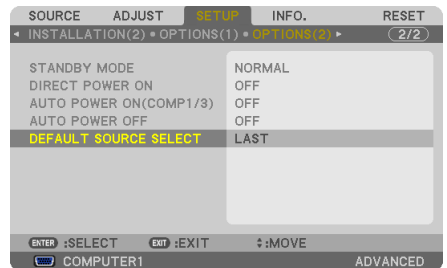 SOURCE ADJUST SETUP INFO. RESET
◄ INSTALLATION(2) • OPTIONS(1) • OPTIONS(2) ► 2/2
STANDBY MODE NORMAL
DIRECT POWER ON OFF
AUTO POWER ON(COMP1/3) OFF
AUTO POWER OFF OFF
DEFAULT SOURCE SELECT LAST
ENTER :SELECT EXIT :EXIT ⬍:MOVE
COMPUTER1 ADVANCED